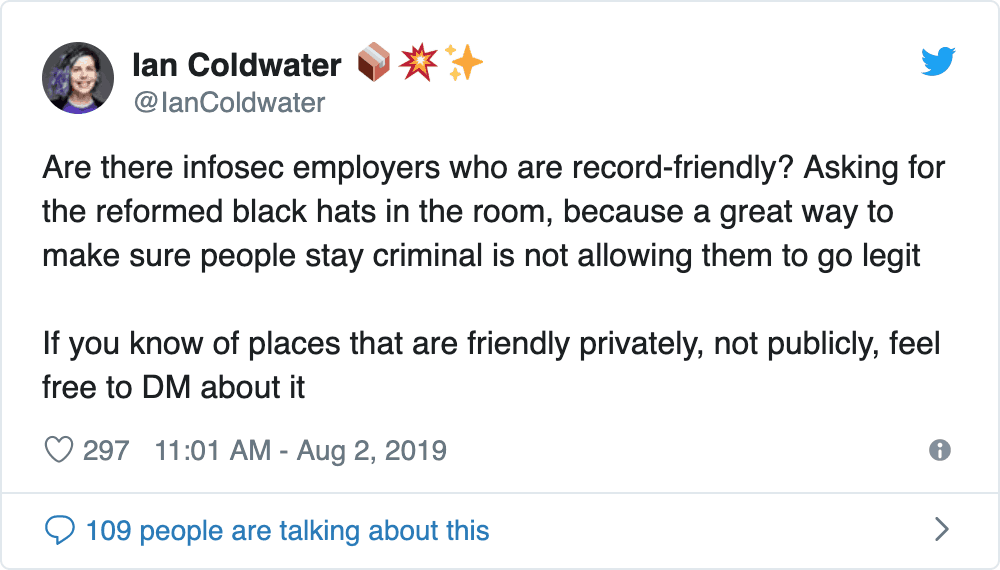 Ian Coldwater 📦💥✨
@IanColdwater
Are there infosec employers who are record-friendly? Asking for
the reformed black hats in the room, because a great way to
make sure people stay criminal is not allowing them to go legit
If you know of places that are friendly privately, not publicly, feel
free to DM about it
297 11:01 AM - Aug 2, 2019
109 people are talking about this